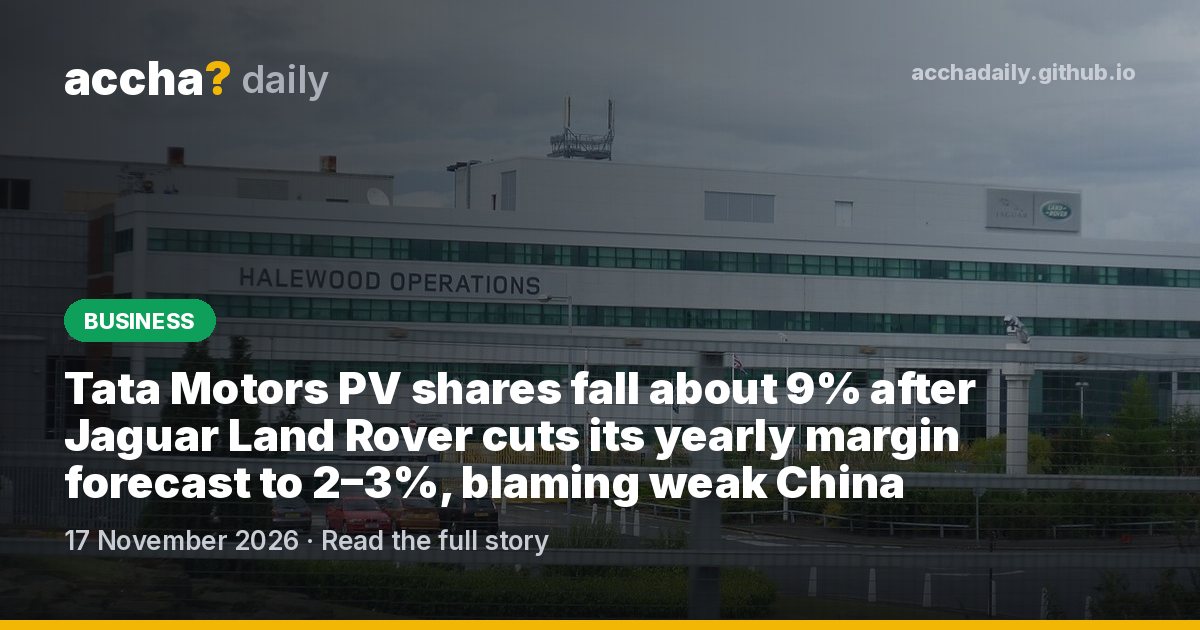 accha? daily
acchadaily.github.io
JAGUAR
LAND ROVER
HALEWOOD OPERATIONS
BUSINESS
Tata Motors PV shares fall about 9% after
Jaguar Land Rover cuts its yearly margin
forecast to 2–3%, blaming weak China
17 November 2026 · Read the full story